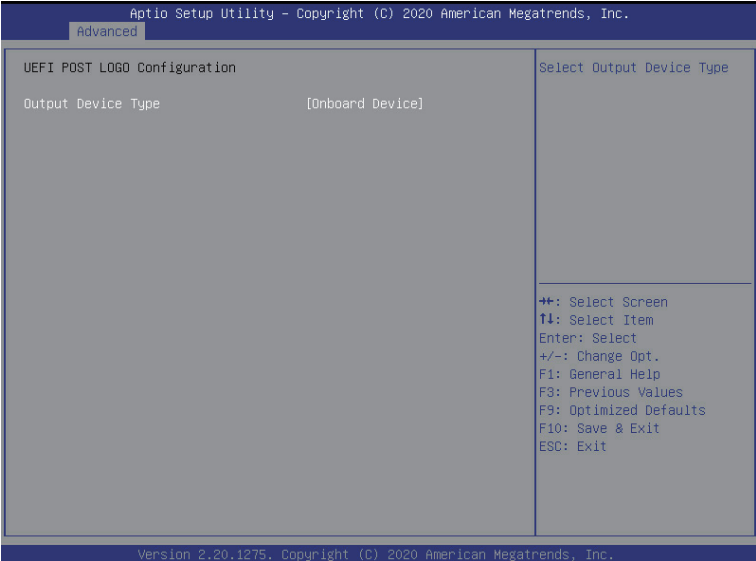 Aptio Setup Utility – Copyright (C) 2020 American Megatrends, Inc.
Advanced
UEFI POST LOGO Configuration
Output Device Type [Onboard Device]
Select Output Device Type
→←: Select Screen
↑↓: Select Item
Enter: Select
+/-: Change Opt.
F1: General Help
F3: Previous Values
F9: Optimized Defaults
F10: Save & Exit
ESC: Exit
Version 2.20.1275. Copyright (C) 2020 American Megatrends, Inc.